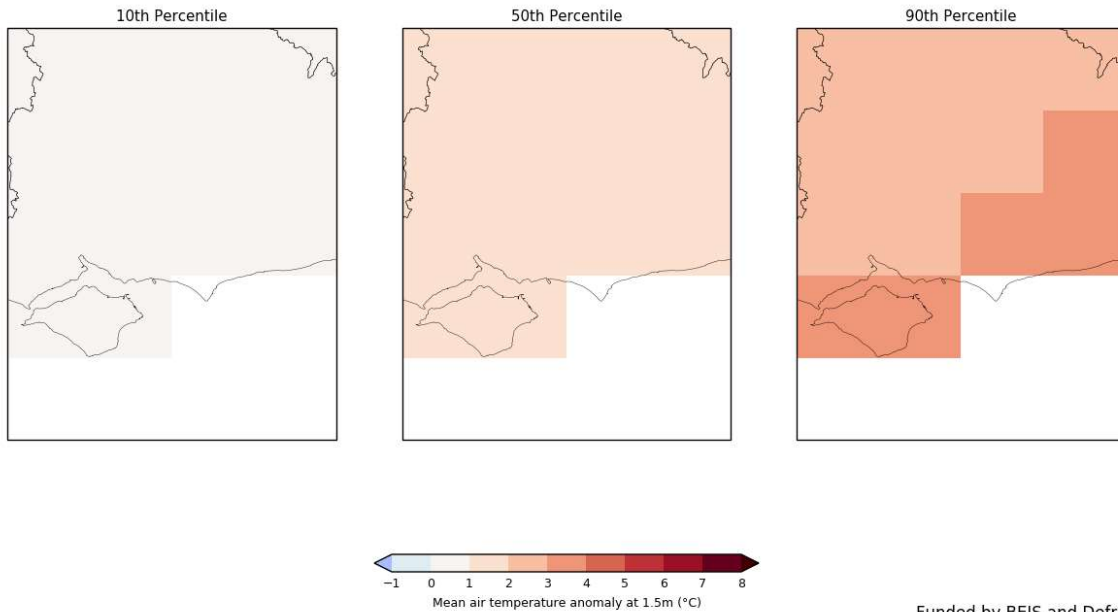 10th Percentile
50th Percentile
90th Percentile
−1 0 1 2 3 4 5 6 7 8
Mean air temperature anomaly at 1.5m (°C)
Funded by BEIS and Defr